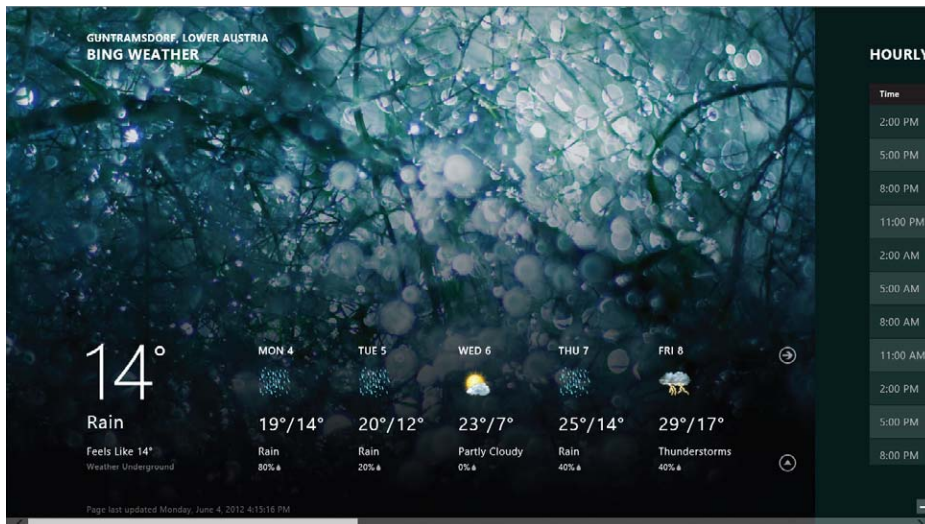 GUNTRAMSDORF, LOWER AUSTRIA
BING WEATHER
14°
Rain
Feels Like 14°
Weather Underground
MON 4
19°/14°
Rain
80%
TUE 5
20°/12°
Rain
20%
WED 6
23°/7°
Partly Cloudy
0%
THU 7
25°/14°
Rain
40%
FRI 8
29°/17°
Thunderstorms
40%
Page last updated Monday, June 4, 2012 4:15:16 PM
HOURLY
Time
2:00 PM
5:00 PM
8:00 PM
11:00 PM
2:00 AM
5:00 AM
8:00 AM
11:00 AM
2:00 PM
5:00 PM
8:00 PM